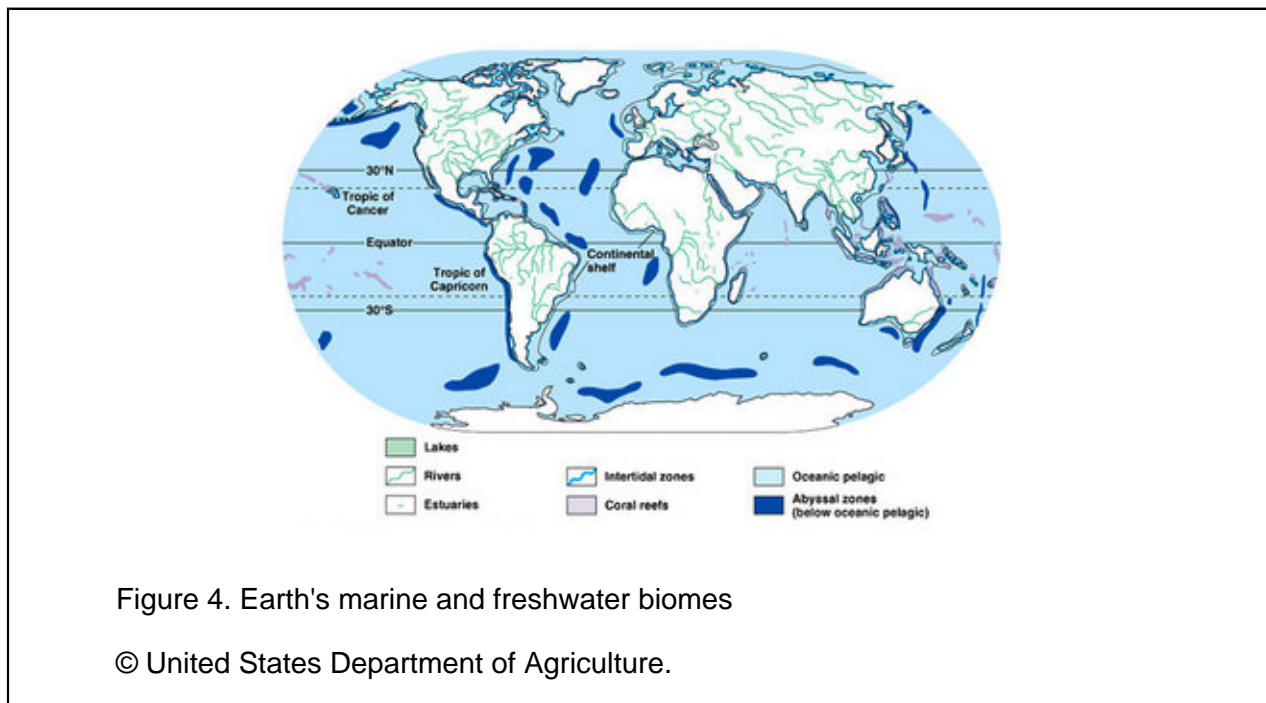 30°N
Tropic of
Cancer
Equator
Continental
shelf
Tropic of
Capricorn
30°S
Lakes
Rivers
Estuaries
Intertidal zones
Coral reefs
Oceanic pelagic
Abyssal zones
(below oceanic pelagic)
Figure 4. Earth's marine and freshwater biomes
© United States Department of Agriculture.